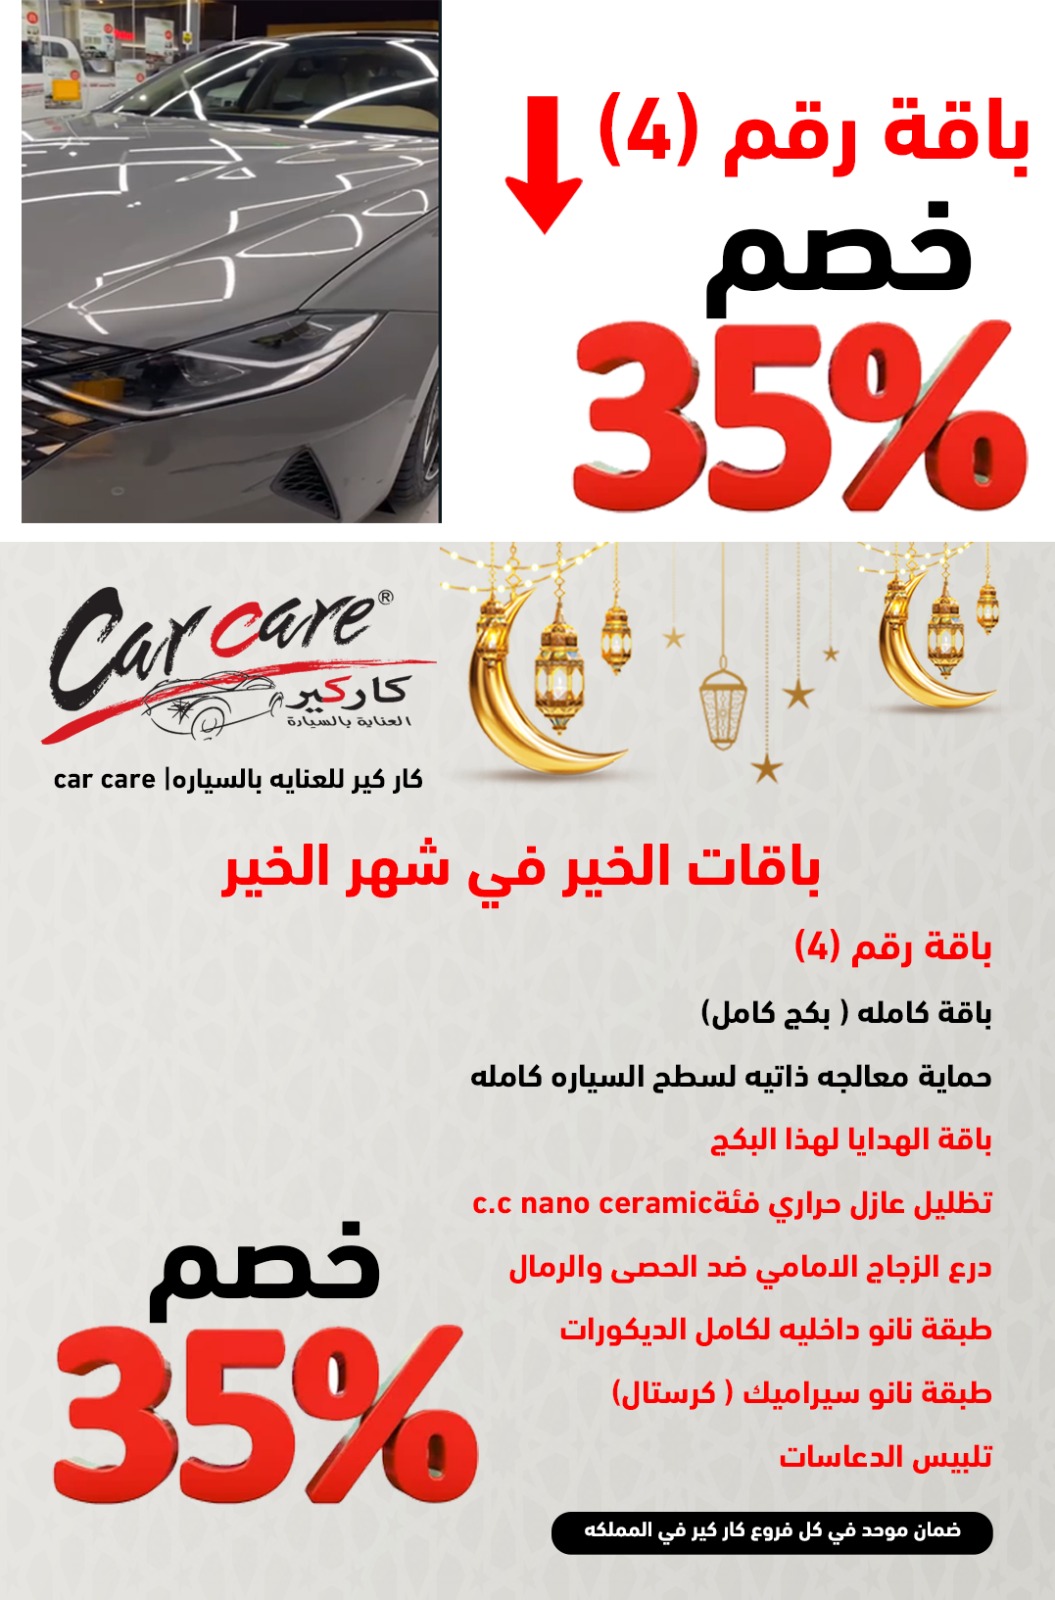 باقة رقم (4)
خصم
35%
Car care®
كاركير
العناية بالسيارة
كار كير للعنايه بالسياره| car care
باقات الخير في شهر الخير
باقة رقم (4)
باقة كامله ( بكج كامل)
حماية معالجه ذاتيه لسطح السياره كامله
باقة الهدايا لهذا البكج
تظليل عازل حراري فئةc.c nano ceramic
درع الزجاج الامامي ضد الحصى والرمال
طبقة نانو داخليه لكامل الديكورات
طبقة نانو سيراميك ( كرستال)
تلبيس الدعاسات
خصم
35%
ضمان موحد في كل فروع كار كير في المملكه